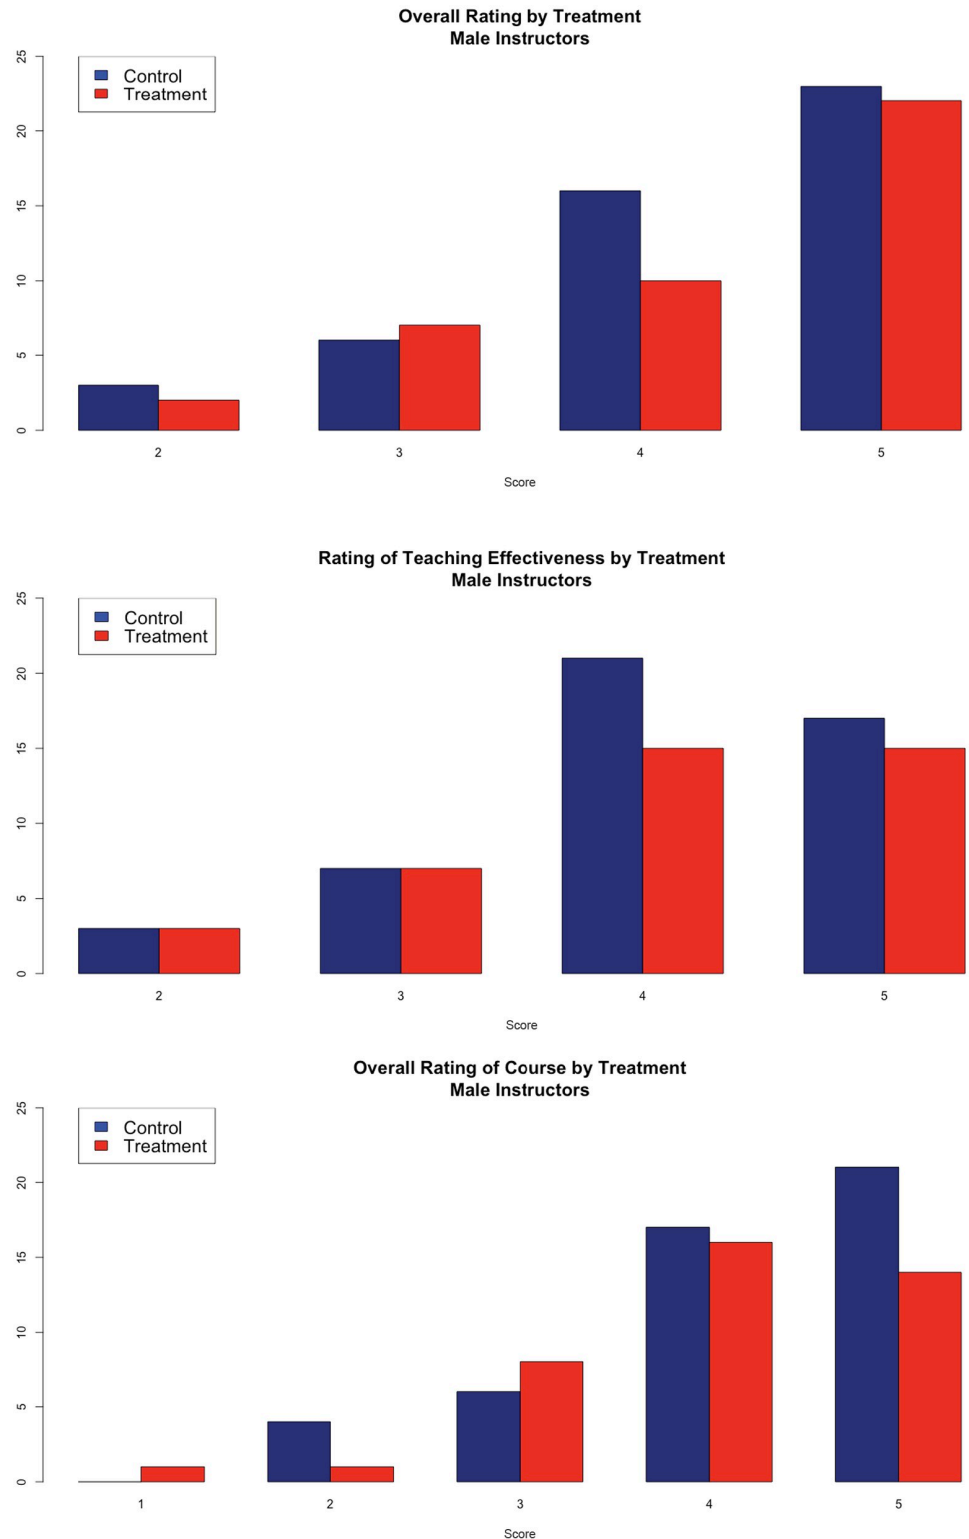 Overall Rating by Treatment
Male Instructors
Control
Treatment
25
20
15
10
5
0
2 3 4 5
Score
Rating of Teaching Effectiveness by Treatment
Male Instructors
Control
Treatment
25
20
15
10
5
0
2 3 4 5
Score
Overall Rating of Course by Treatment
Male Instructors
Control
Treatment
25
20
15
10
5
0
1 2 3 4 5
Score